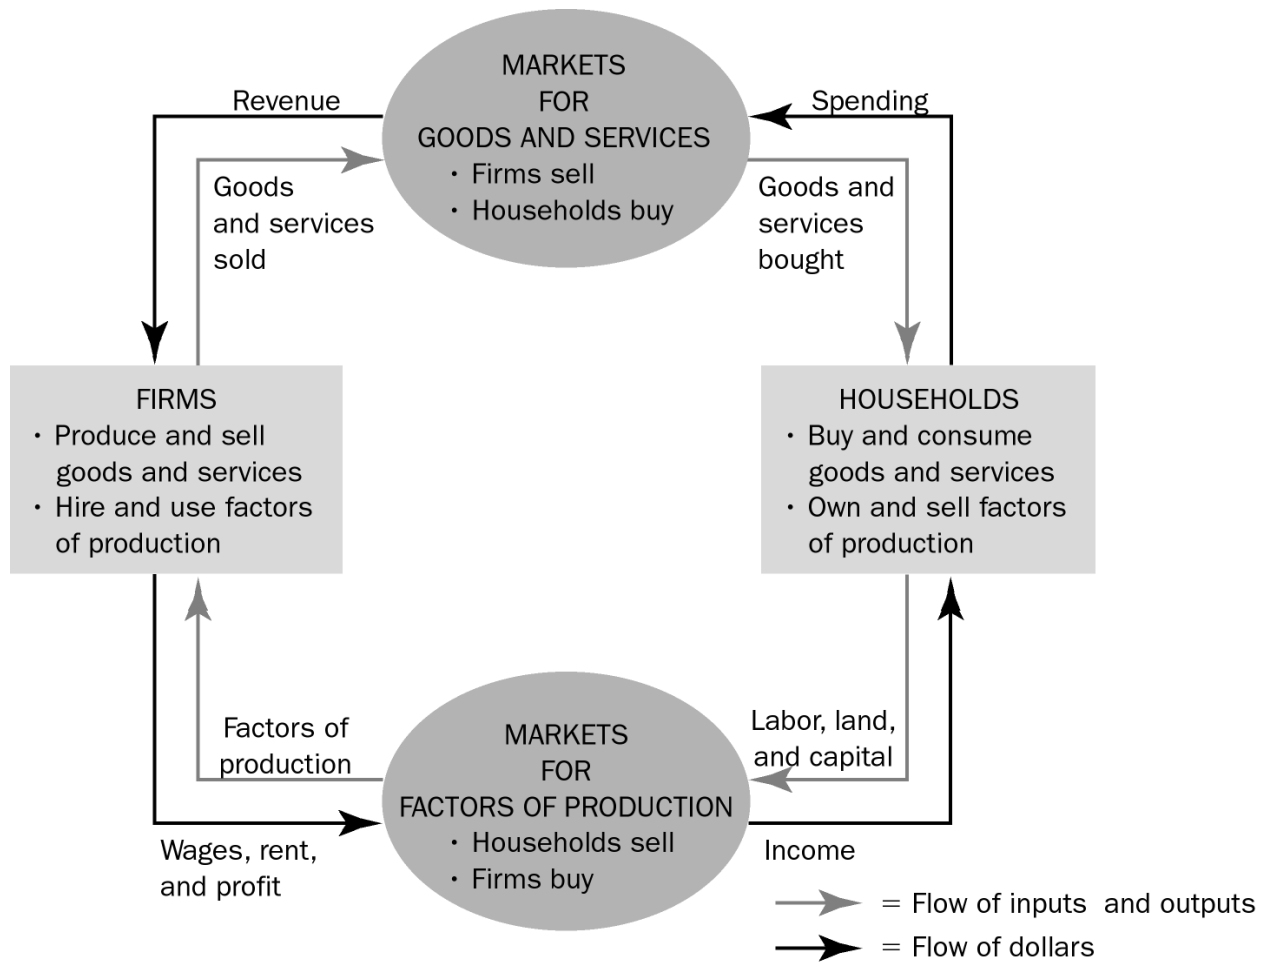 MARKETS
FOR
GOODS AND SERVICES
• Firms sell
• Households buy
Revenue
Spending
Goods
and services
sold
Goods and
services
bought
FIRMS
• Produce and sell
goods and services
• Hire and use factors
of production
HOUSEHOLDS
• Buy and consume
goods and services
• Own and sell factors
of production
Factors of
production
Labor, land,
and capital
MARKETS
FOR
FACTORS OF PRODUCTION
• Households sell
• Firms buy
Wages, rent,
and profit
Income
= Flow of inputs and outputs
= Flow of dollars